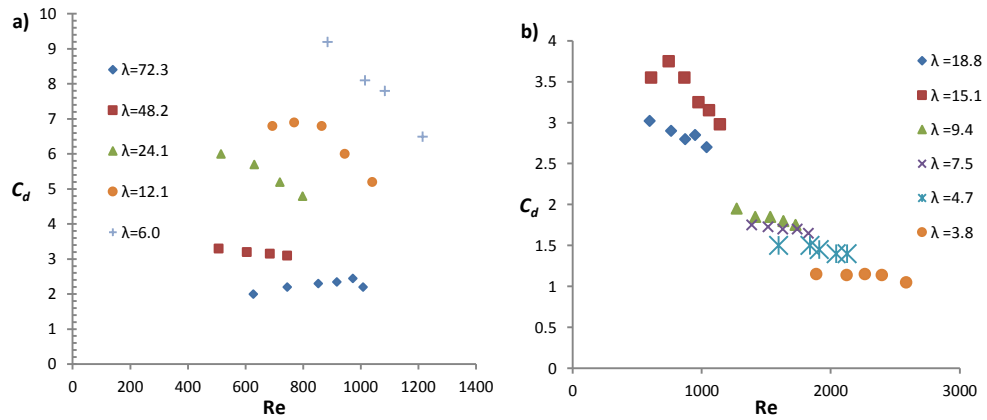 a)
C_d
10
9
8
7
6
5
4
3
2
1
0
0 200 400 600 800 1000 1200 1400
Re
λ=72.3
λ=48.2
λ=24.1
λ=12.1
λ=6.0
b)
C_d
4
3.5
3
2.5
2
1.5
1
0.5
0
0 1000 2000 3000
Re
λ =18.8
λ =15.1
λ =9.4
λ =7.5
λ =4.7
λ =3.8